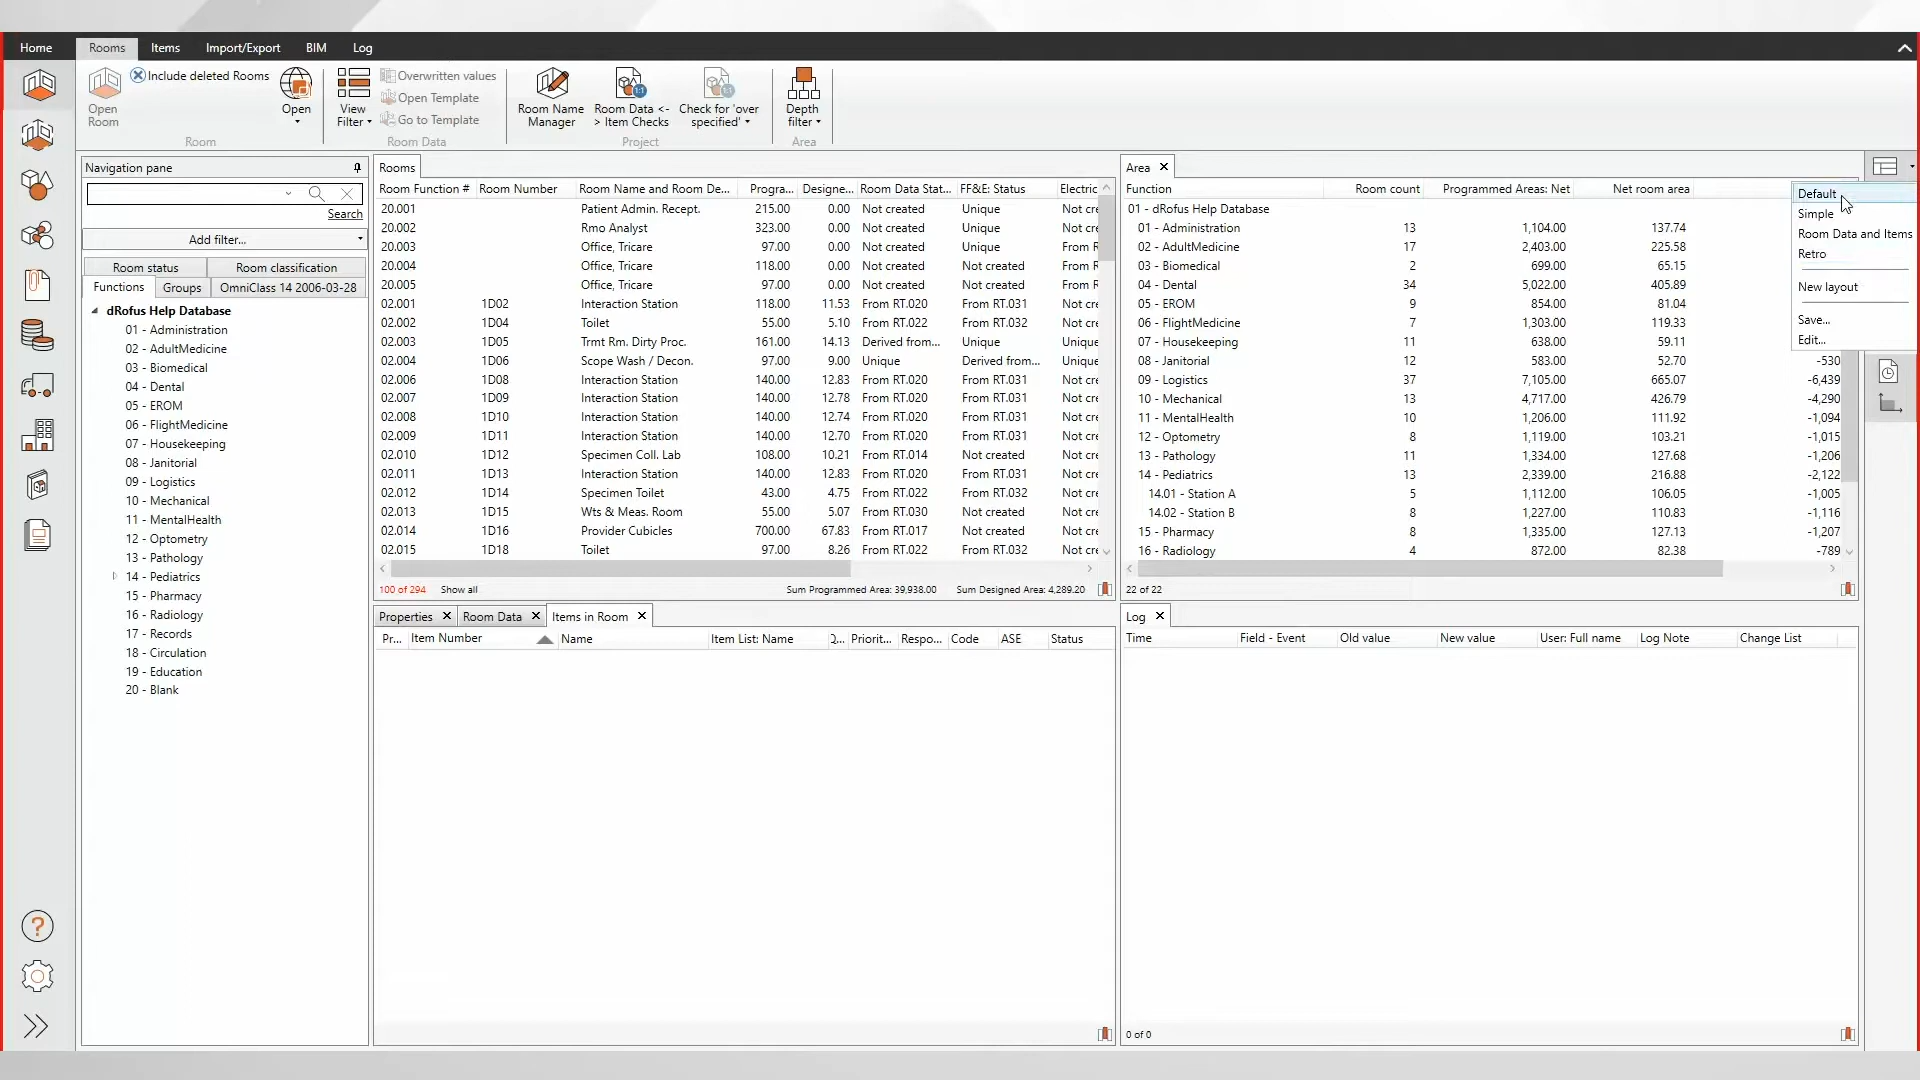 Home Rooms Items Import/Export BIM Log
Open Room
Include deleted Rooms
Open
Room
View Filter
Overwritten values
Open Template
Go to Template
Room Data
Room Name Manager
Room Data <-> Item Checks
Check for 'over specified'
Project
Depth filter
Area
Navigation pane
Search
Add filter...
Room status Room classification
Functions Groups OmniClass 14 2006-03-28
dRofus Help Database
01 - Administration
02 - AdultMedicine
03 - Biomedical
04 - Dental
05 - EROM
06 - FlightMedicine
07 - Housekeeping
08 - Janitorial
09 - Logistics
10 - Mechanical
11 - MentalHealth
12 - Optometry
13 - Pathology
14 - Pediatrics
15 - Pharmacy
16 - Radiology
17 - Records
18 - Circulation
19 - Education
20 - Blank
Rooms
Room Function # Room Number Room Name and Room De... Progra... Designe... Room Data Stat... FF&E: Status Electric
20.001 Patient Admin. Recept. 215.00 0.00 Not created Unique Not cre
20.002 Rmo Analyst 323.00 0.00 Not created Unique Not cre
20.003 Office, Tricare 97.00 0.00 Not created Unique From R
20.004 Office, Tricare 118.00 0.00 Not created Not created From R
20.005 Office, Tricare 97.00 0.00 Not created Not created From R
02.001 1D02 Interaction Station 118.00 11.53 From RT.020 From RT.031 Not cre
02.002 1D04 Toilet 55.00 5.10 From RT.022 From RT.032 Not cre
02.003 1D05 Trmt Rm. Dirty Proc. 161.00 14.13 Derived from... Unique Unique
02.004 1D06 Scope Wash / Decon. 97.00 9.00 Unique Derived from... Unique
02.006 1D08 Interaction Station 140.00 12.83 From RT.020 From RT.031 Not cre
02.007 1D09 Interaction Station 140.00 12.78 From RT.020 From RT.031 Not cre
02.008 1D10 Interaction Station 140.00 12.74 From RT.020 From RT.031 Not cre
02.009 1D11 Interaction Station 140.00 12.70 From RT.020 From RT.031 Not cre
02.010 1D12 Specimen Coll. Lab 108.00 10.21 From RT.014 Not created Not cre
02.011 1D13 Interaction Station 140.00 12.83 From RT.020 From RT.031 Not cre
02.012 1D14 Specimen Toilet 43.00 4.75 From RT.022 From RT.032 Not cre
02.013 1D15 Wts & Meas. Room 55.00 5.07 From RT.030 Not created Not cre
02.014 1D16 Provider Cubicles 700.00 67.83 From RT.017 Not created Not cre
02.015 1D18 Toilet 97.00 8.26 From RT.022 From RT.032 Not cre
100 of 294 Show all Sum Programmed Area: 39,938.00 Sum Designed Area: 4,289.20
Area
Function Room count Programmed Areas: Net Net room area
01 - dRofus Help Database
01 - Administration 13 1,104.00 137.74
02 - AdultMedicine 17 2,403.00 225.58
03 - Biomedical 2 699.00 65.15
04 - Dental 34 5,022.00 405.89
05 - EROM 9 854.00 81.04
06 - FlightMedicine 7 1,303.00 119.33
07 - Housekeeping 11 638.00 59.11
08 - Janitorial 12 583.00 52.70 -530
09 - Logistics 37 7,105.00 665.07 -6,439
10 - Mechanical 13 4,717.00 426.79 -4,290
11 - MentalHealth 10 1,206.00 111.92 -1,094
12 - Optometry 8 1,119.00 103.21 -1,015
13 - Pathology 11 1,334.00 127.68 -1,206
14 - Pediatrics 13 2,339.00 216.88 -2,122
14.01 - Station A 5 1,112.00 106.05 -1,005
14.02 - Station B 8 1,227.00 110.83 -1,116
15 - Pharmacy 8 1,335.00 127.13 -1,207
16 - Radiology 4 872.00 82.38 -789
22 of 22
Default
Simple
Room Data and Items
Retro
New layout
Save...
Edit...
Properties Room Data Items in Room
Pr... Item Number Name Item List: Name Priorit... Respo... Code ASE Status
Log
Time Field - Event Old value New value User: Full name Log Note Change List
0 of 0